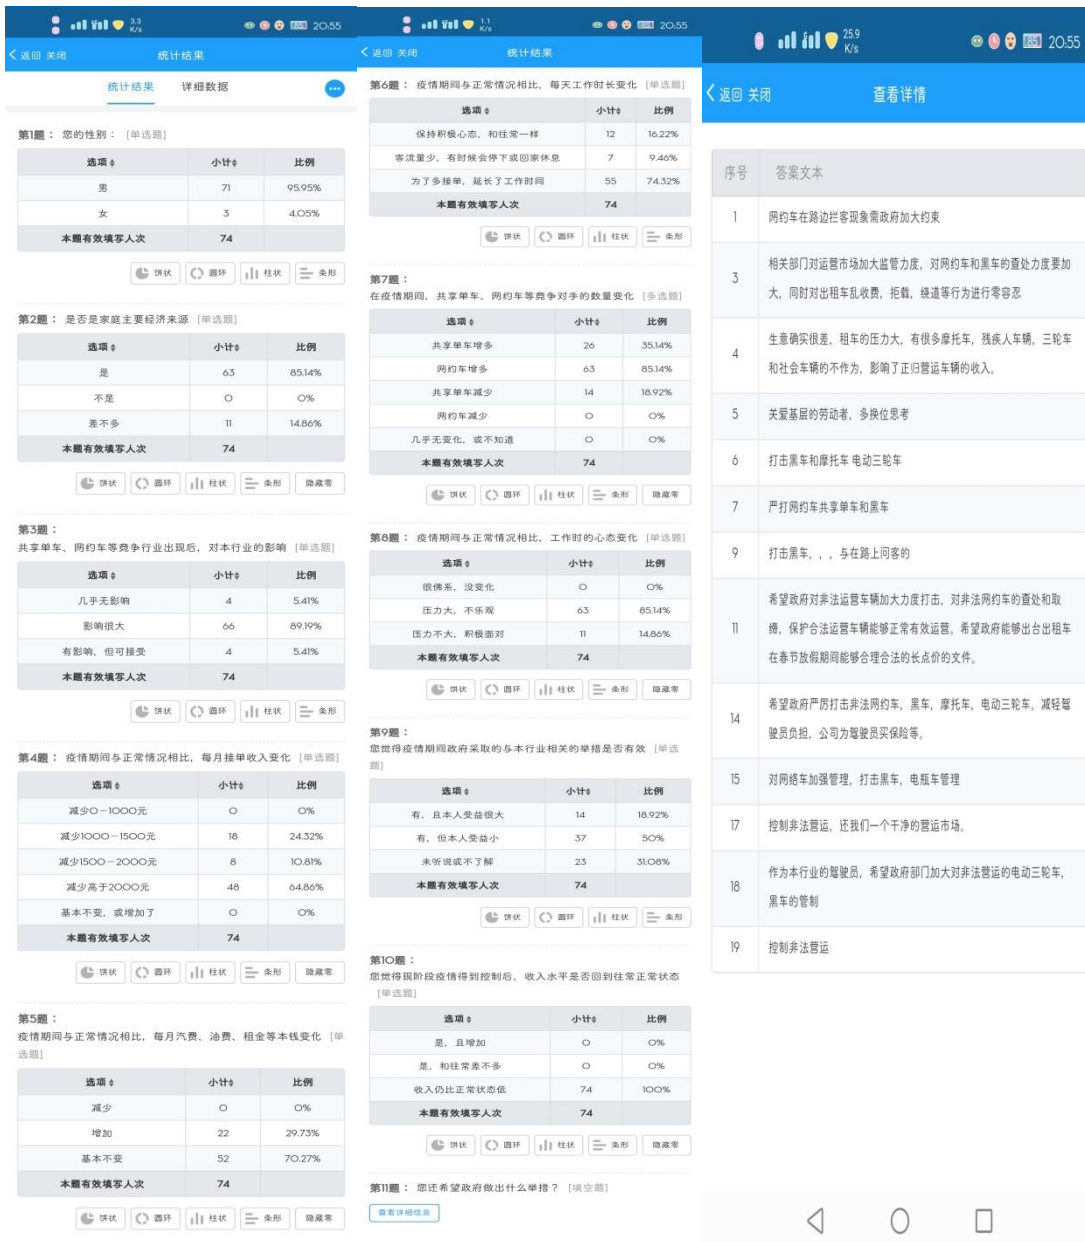 3.3 K/s 20:55
返回 关闭 统计结果
统计结果 详细数据
第1题： 您的性别： [单选题]
选项 小计 比例
男 71 95.95%
女 3 4.05%
本题有效填写人次 74
饼状 圆环 柱状 条形
第2题： 是否是家庭主要经济来源 [单选题]
选项 小计 比例
是 63 85.14%
不是 0 0%
差不多 11 14.86%
本题有效填写人次 74
饼状 圆环 柱状 条形 隐藏零
第3题：
共享单车、网约车等竞争行业出现后，对本行业的影响 [单选题]
选项 小计 比例
几乎无影响 4 5.41%
影响很大 66 89.19%
有影响，但可接受 4 5.41%
本题有效填写人次 74
饼状 圆环 柱状 条形
第4题： 疫情期间与正常情况相比，每月接单收入变化 [单选题]
选项 小计 比例
减少0－1000元 0 0%
减少1000－1500元 18 24.32%
减少1500－2000元 8 10.81%
减少高于2000元 48 64.86%
基本不变，或增加了 0 0%
本题有效填写人次 74
饼状 圆环 柱状 条形 隐藏零
第5题：
疫情期间与正常情况相比，每月汽费、油费、租金等本钱变化 [单
选题]
选项 小计 比例
减少 0 0%
增加 22 29.73%
基本不变 52 70.27%
本题有效填写人次 74
饼状 圆环 柱状 条形 隐藏零
1.1 K/s 20:55
返回 关闭 统计结果
第6题： 疫情期间与正常情况相比，每天工作时长变化 [单选题]
选项 小计 比例
保持积极心态，和往常一样 12 16.22%
客流量少，有时候会停下或回家休息 7 9.46%
为了多接单，延长了工作时间 55 74.32%
本题有效填写人次 74
饼状 圆环 柱状 条形
第7题：
在疫情期间，共享单车、网约车等竞争对手的数量变化 [多选题]
选项 小计 比例
共享单车增多 26 35.14%
网约车增多 63 85.14%
共享单车减少 14 18.92%
网约车减少 0 0%
几乎无变化，或不知道 0 0%
本题有效填写人次 74
饼状 圆环 柱状 条形 隐藏零
第8题： 疫情期间与正常情况相比，工作时的心态变化 [单选题]
选项 小计 比例
很佛系，没变化 0 0%
压力大，不乐观 63 85.14%
压力不大，积极面对 11 14.86%
本题有效填写人次 74
饼状 圆环 柱状 条形 隐藏零
第9题：
您觉得疫情期间政府采取的与本行业相关的举措是否有效 [单选
题]
选项 小计 比例
有，且本人受益很大 14 18.92%
有，但本人受益小 37 50%
未听说或不了解 23 31.08%
本题有效填写人次 74
饼状 圆环 柱状 条形
第10题：
您觉得现阶段疫情得到控制后，收入水平是否回到往常正常状态
[单选题]
选项 小计 比例
是，且增加 0 0%
是，和往常差不多 0 0%
收入仍比正常状态低 74 100%
本题有效填写人次 74
饼状 圆环 柱状 条形 隐藏零
第11题： 您还希望政府做出什么举措？ [填空题]
查看详细信息
25.9 K/s 20:55
返回 关闭 查看详情
序号 答案文本
1 网约车在路边拦客现象需政府加大约束
3 相关部门对运营市场加大监管力度，对网约车和黑车的查处力度要加
大，同时对出租车乱收费，拒载，绕道等行为进行零容忍
4 生意确实很差，租车的压力大，有很多摩托车，残疾人车辆，三轮车
和社会车辆的不作为，影响了正归营运车辆的收入。
5 关爱基层的劳动者，多换位思考
6 打击黑车和摩托车 电动三轮车
7 严打网约车共享单车和黑车
9 打击黑车，，，与在路上问客的
11 希望政府对非法运营车辆加大力度打击，对非法网约车的查处和取
缔，保护合法运营车辆能够正常有效运营。希望政府能够出台出租车
在春节放假期间能够合理合法的长点价的文件。
14 希望政府严厉打击非法网约车，黑车，摩托车，电动三轮车。减轻驾
驶员负担，公司为驾驶员买保险等。
15 对网络车加强管理，打击黑车，电瓶车管理
17 控制非法营运，还我们一个干净的营运市场。
18 作为本行业的驾驶员，希望政府部门加大对非法营运的电动三轮车，
黑车的管制
19 控制非法营运